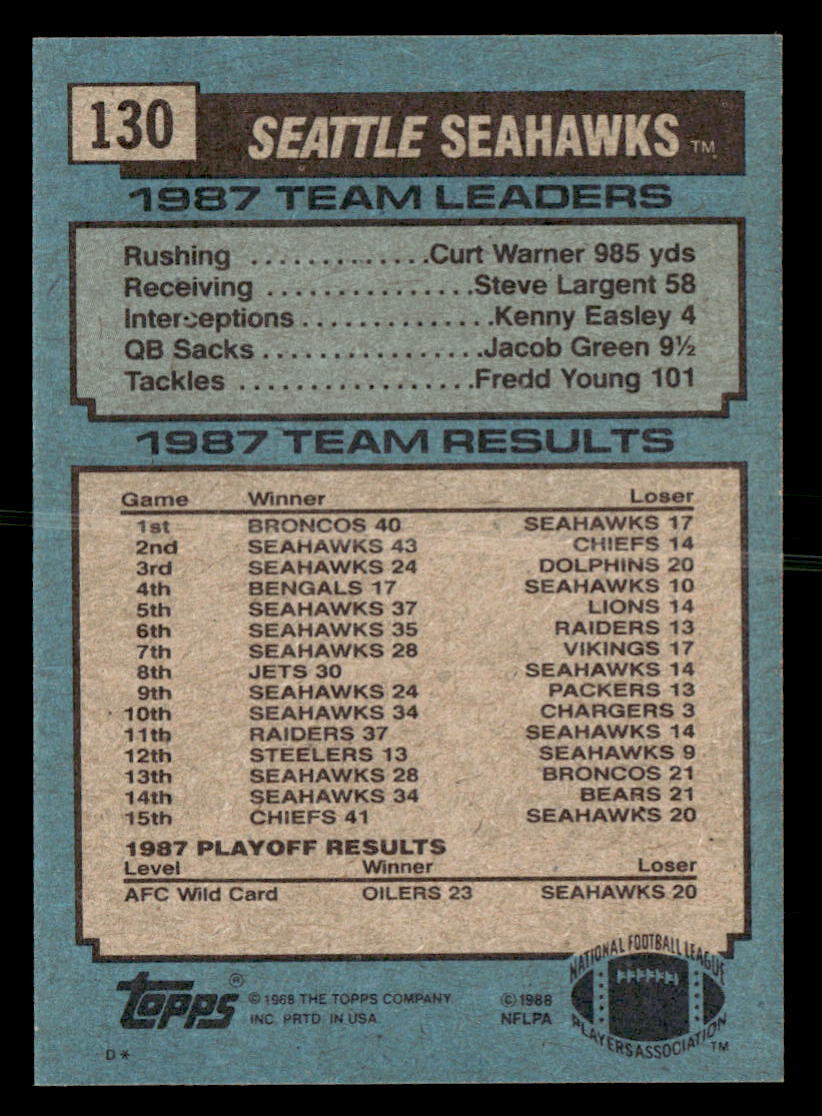 130
SEATTLE SEAHAWKS ™
1987 TEAM LEADERS
Rushing .............Curt Warner 985 yds
Receiving ................Steve Largent 58
Interceptions...............Kenny Easley 4
QB Sacks.................Jacob Green 9½
Tackles ..................Fredd Young 101
1987 TEAM RESULTS
Game Winner Loser
1st BRONCOS 40 SEAHAWKS 17
2nd SEAHAWKS 43 CHIEFS 14
3rd SEAHAWKS 24 DOLPHINS 20
4th BENGALS 17 SEAHAWKS 10
5th SEAHAWKS 37 LIONS 14
6th SEAHAWKS 35 RAIDERS 13
7th SEAHAWKS 28 VIKINGS 17
8th JETS 30 SEAHAWKS 14
9th SEAHAWKS 24 PACKERS 13
10th SEAHAWKS 34 CHARGERS 3
11th RAIDERS 37 SEAHAWKS 14
12th STEELERS 13 SEAHAWKS 9
13th SEAHAWKS 28 BRONCOS 21
14th SEAHAWKS 34 BEARS 21
15th CHIEFS 41 SEAHAWKS 20
1987 PLAYOFF RESULTS
Level Winner Loser
AFC Wild Card OILERS 23 SEAHAWKS 20
NATIONAL FOOTBALL LEAGUE
PLAYERS ASSOCIATION ™
topps ® © 1988 THE TOPPS COMPANY
INC. PRTD. IN USA
© 1988
NFLPA
D*